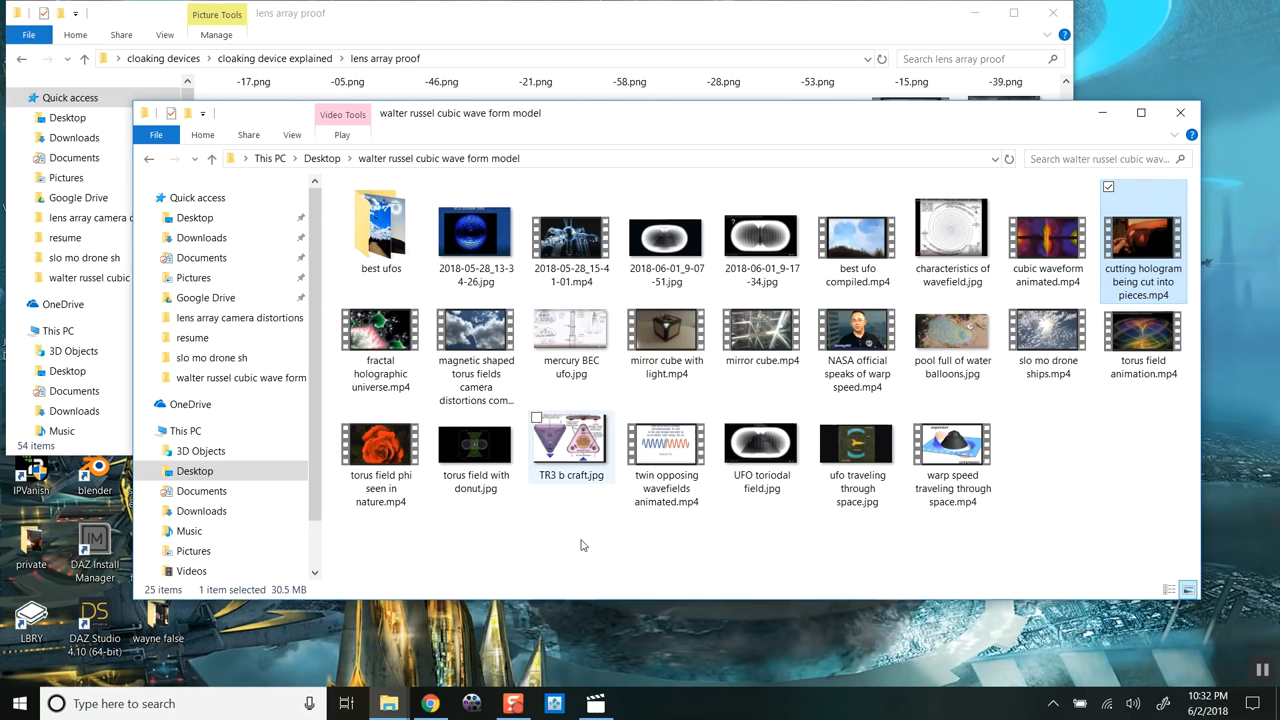 Picture Tools
lens array proof
File
Home
Share
View
Manage
cloaking devices
cloaking device explained
lens array proof
Search lens array proof
Quick access
Desktop
Downloads
Documents
Pictures
Google Drive
lens array camera d
resume
slo mo drone sh
walter russel cubic
OneDrive
This PC
3D Objects
Desktop
Documents
Downloads
Music
54 items
-17.png
-05.png
-46.png
-21.png
-58.png
-28.png
-53.png
-15.png
-39.png
Video Tools
walter russel cubic wave form model
File
Home
Share
View
Play
This PC
Desktop
walter russel cubic wave form model
Search walter russel cubic wav...
Quick access
Desktop
Downloads
Documents
Pictures
Google Drive
lens array camera distortions
resume
slo mo drone sh
walter russel cubic wave form
OneDrive
This PC
3D Objects
Desktop
Documents
Downloads
Music
Pictures
Videos
best ufos
2018-05-28_13-3
4-26.jpg
2018-05-28_15-4
1-01.mp4
2018-06-01_9-07
-51.jpg
2018-06-01_9-17
-34.jpg
best ufo
compiled.mp4
characteristics of
wavefield.jpg
cubic waveform
animated.mp4
cutting hologram
being cut into
pieces.mp4
fractal
holographic
universe.mp4
magnetic shaped
torus fields
camera
distortions com...
mercury BEC
ufo.jpg
mirror cube with
light.mp4
mirror cube.mp4
NASA official
speaks of warp
speed.mp4
pool full of water
balloons.jpg
slo mo drone
ships.mp4
torus field
animation.mp4
torus field phi
seen in
nature.mp4
torus field with
donut.jpg
TR3 b craft.jpg
twin opposing
wavefields
animated.mp4
UFO toriodal
field.jpg
ufo traveling
through
space.jpg
warp speed
traveling through
space.mp4
25 items
1 item selected
30.5 MB
IPVanish
blender
private
DAZ Install
Manager
LBRY
DAZ Studio
4.10 (64-bit)
wayne false
Type here to search
10:32 PM
6/2/2018